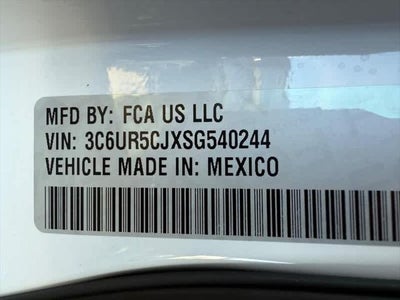 MFD BY: FCA US LLC
VIN: 3C6UR5CJXSG540244
VEHICLE MADE IN: MEXICO